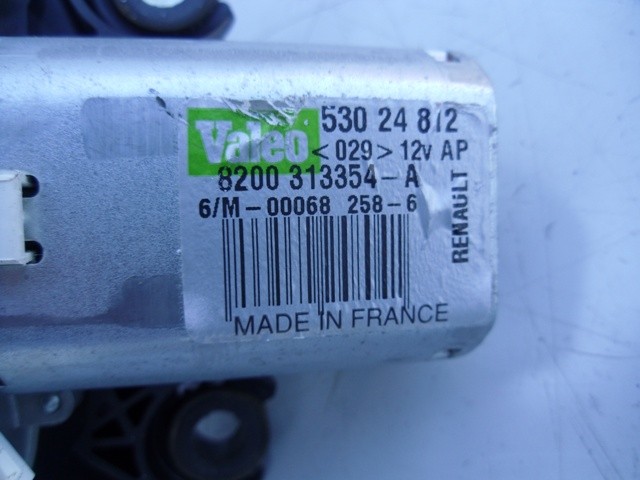 Valeo 530 24 812
<029> 12v AP
8200 313354-A
6/M-00068 258-6
RENAULT
MADE IN FRANCE